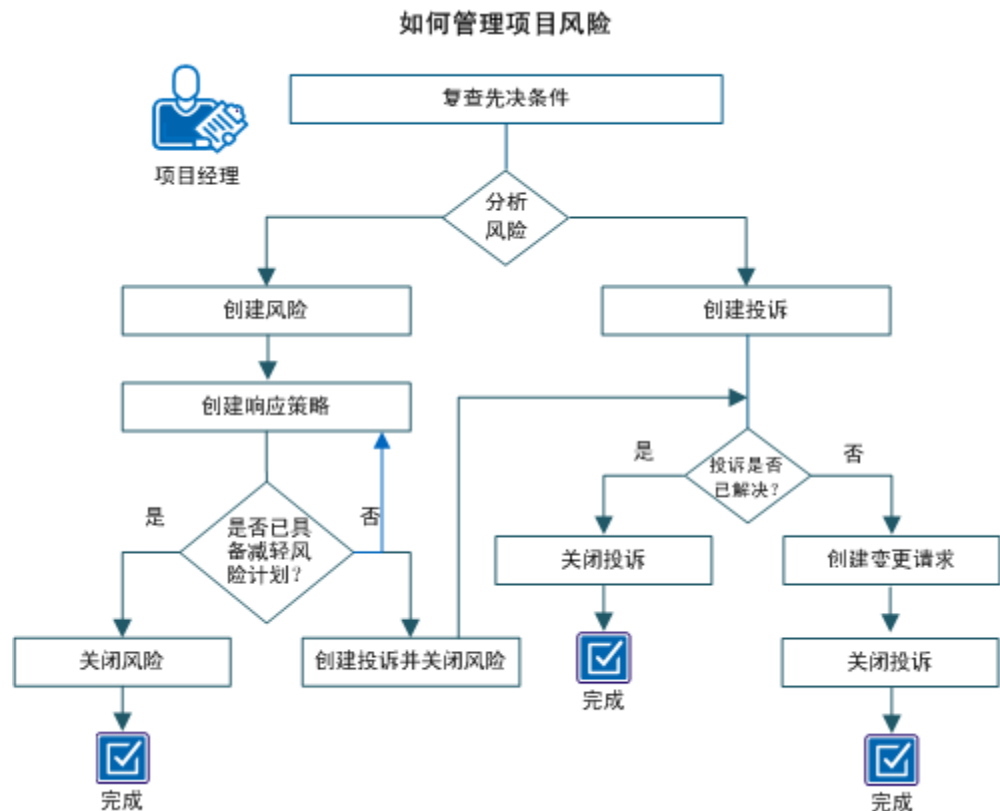 如何管理项目风险
复查先决条件
项目经理
分析
风险
创建风险
创建投诉
创建响应策略
是
投诉是否
已解决？
否
是
是否已具
备减轻风
险计划？
否
关闭投诉
创建变更请求
关闭风险
创建投诉并关闭风险
关闭投诉
完成
完成
完成